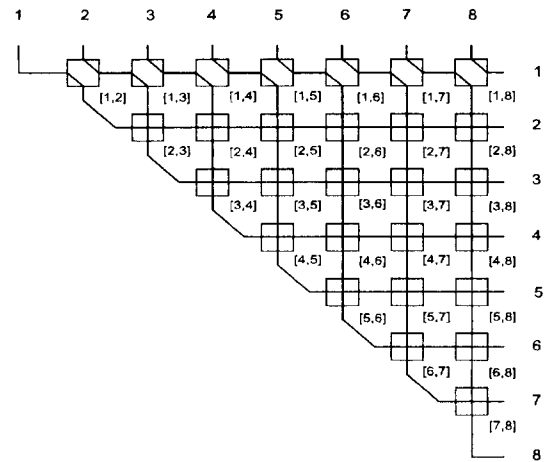 1 2 3 4 5 6 7 8
1
[1,2] [1,3] [1,4] [1,5] [1,6] [1,7] [1,8]
2
[2,3] [2,4] [2,5] [2,6] [2,7] [2,8]
3
[3,4] [3,5] [3,6] [3,7] [3,8]
4
[4,5] [4,6] [4,7] [4,8]
5
[5,6] [5,7] [5,8]
6
[6,7] [6,8]
7
[7,8]
8